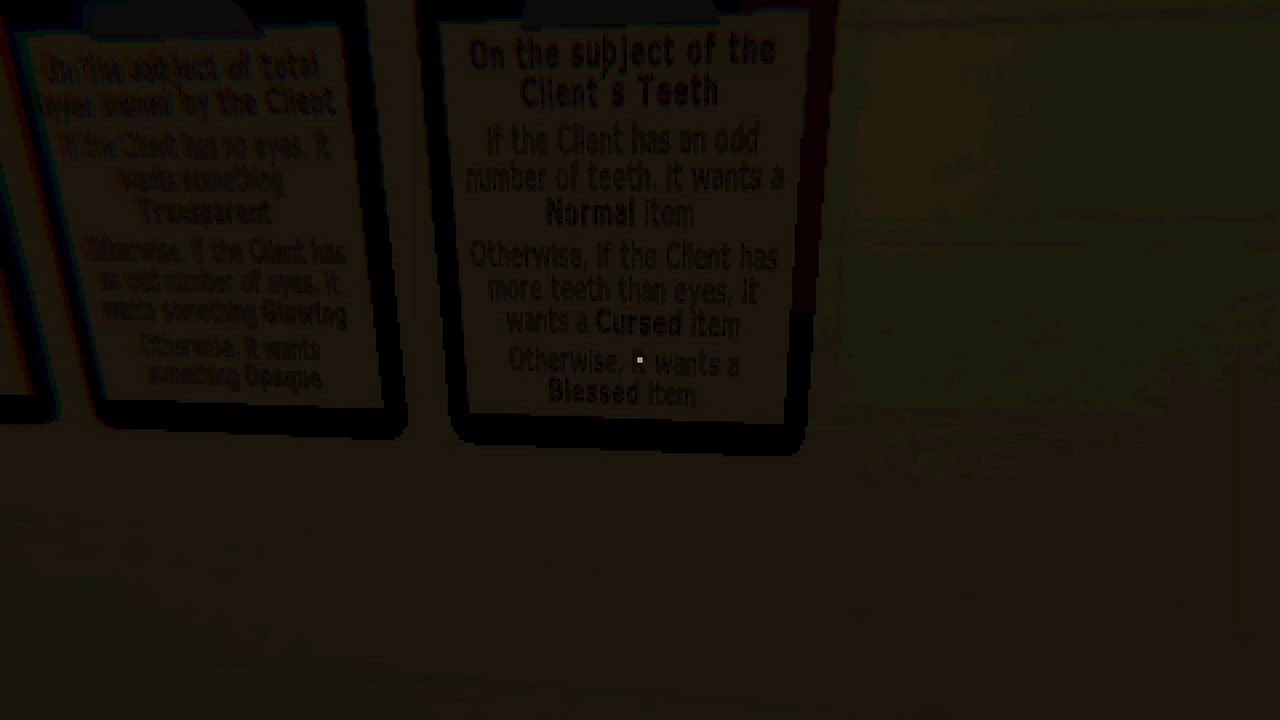 On the subject of total
eyes owned by the Client
If the Client has no eyes. It
wants something
Transparent
Otherwise, if the Client has
an odd number of eyes, it
wants something Glowing
Otherwise, it wants
something Opaque
On the subject of the
Client's Teeth
If the Client has an odd
number of teeth. It wants a
Normal item
Otherwise, if the Client has
more teeth than eyes, it
wants a Cursed item
Otherwise, it wants a
Blessed item